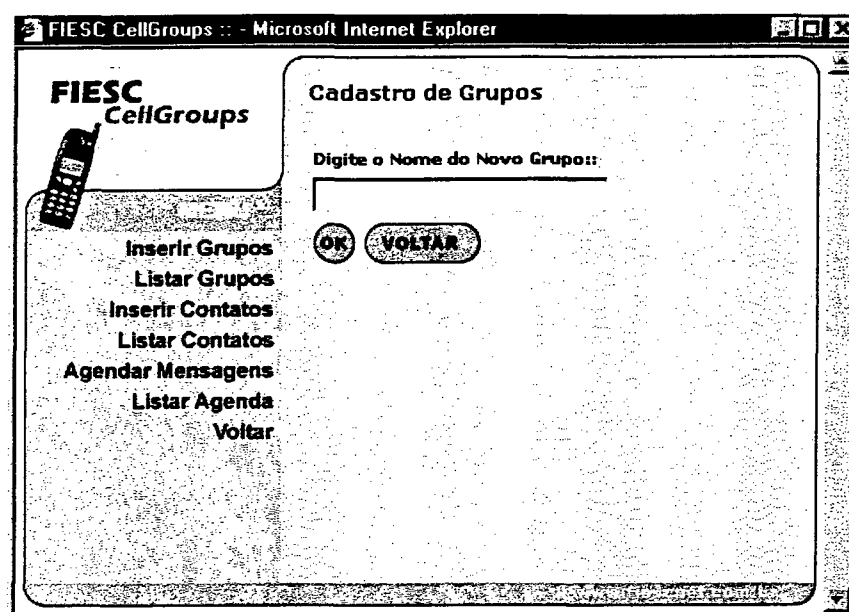 FIESC CellGroups :: - Microsoft Internet Explorer
FIESC
CellGroups
Cadastro de Grupos
Digite o Nome do Novo Grupo::
OK VOLTAR
Inserir Grupos
Listar Grupos
Inserir Contatos
Listar Contatos
Agendar Mensagens
Listar Agenda
Voltar